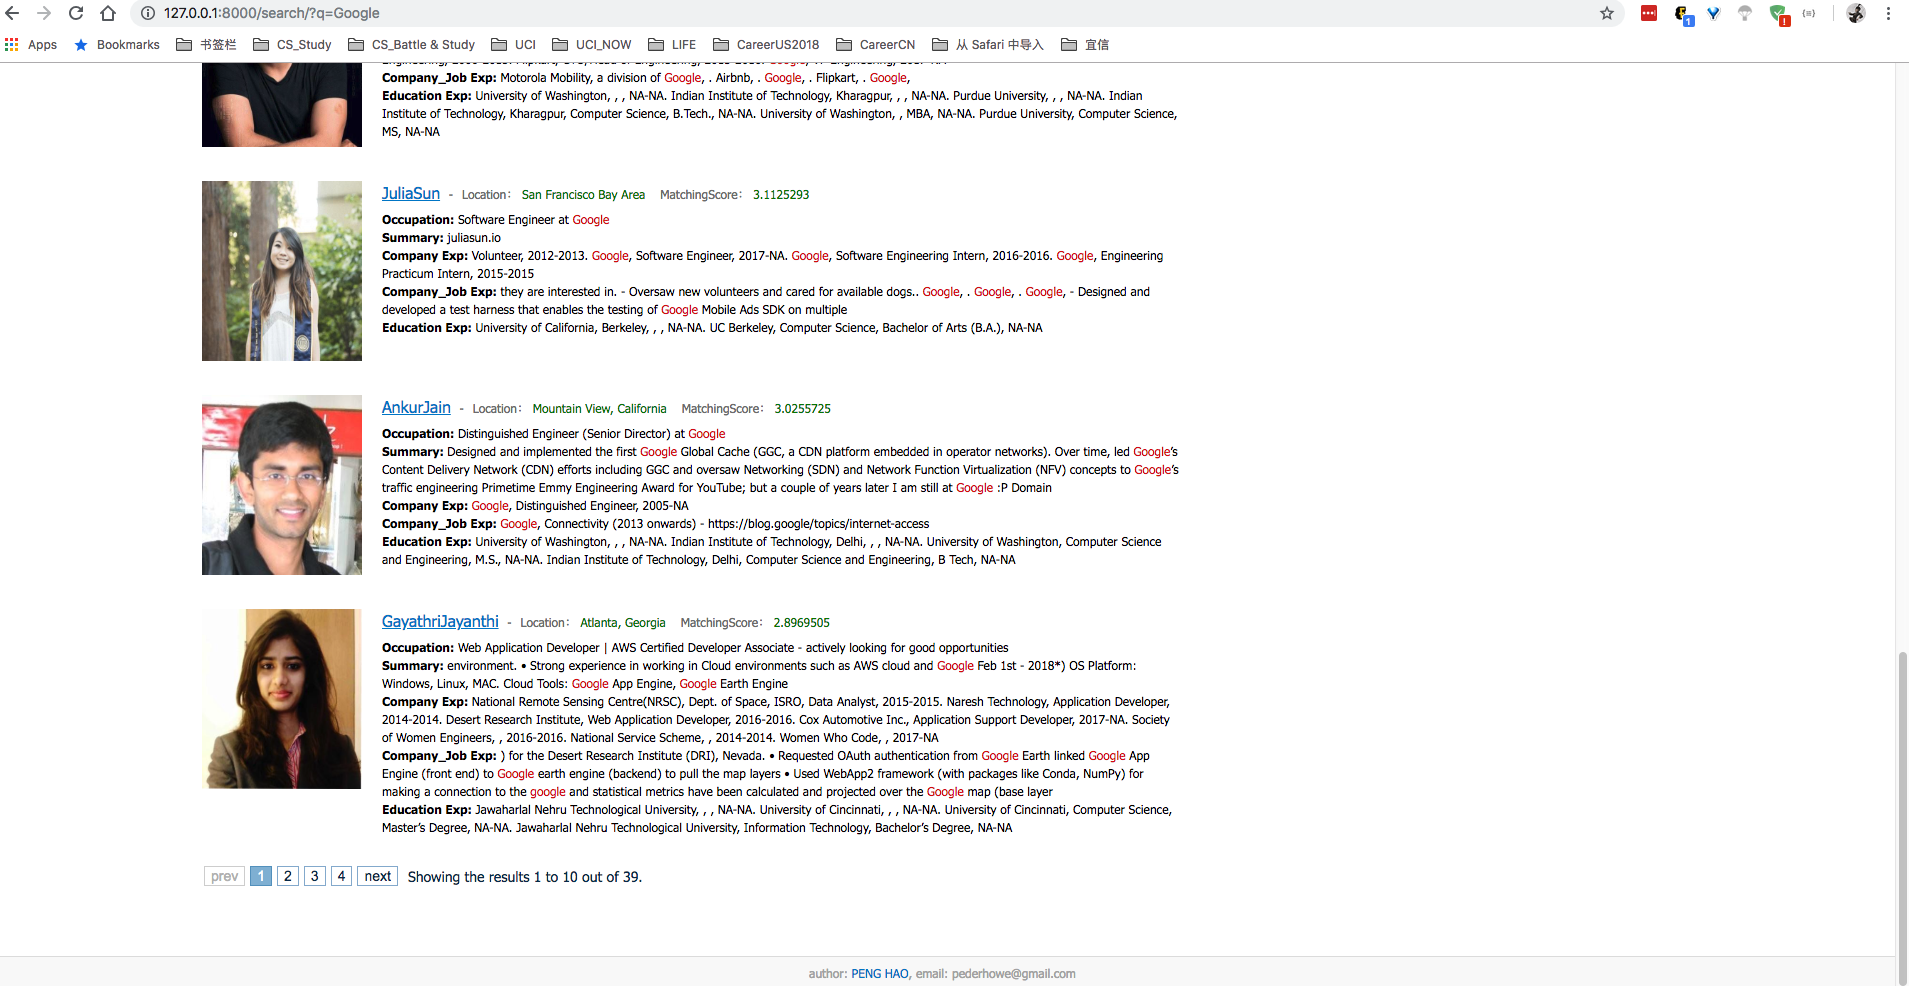 127.0.0.1:8000/search/?q=Google
Apps Bookmarks 书签栏 CS_Study CS_Battle & Study UCI UCI_NOW LIFE CareerUS2018 CareerCN 从 Safari 中导入 宜信
Company_Job Exp: Motorola Mobility, a division of Google, . Airbnb, . Google, . Flipkart, . Google,
Education Exp: University of Washington, , , NA-NA. Indian Institute of Technology, Kharagpur, , , NA-NA. Purdue University, , , NA-NA. Indian
Institute of Technology, Kharagpur, Computer Science, B.Tech., NA-NA. University of Washington, , MBA, NA-NA. Purdue University, Computer Science,
MS, NA-NA
JuliaSun - Location: San Francisco Bay Area MatchingScore: 3.1125293
Occupation: Software Engineer at Google
Summary: juliasun.io
Company Exp: Volunteer, 2012-2013. Google, Software Engineer, 2017-NA. Google, Software Engineering Intern, 2016-2016. Google, Engineering
Practicum Intern, 2015-2015
Company_Job Exp: they are interested in. - Oversaw new volunteers and cared for available dogs.. Google, . Google, . Google, - Designed and
developed a test harness that enables the testing of Google Mobile Ads SDK on multiple
Education Exp: University of California, Berkeley, , , NA-NA. UC Berkeley, Computer Science, Bachelor of Arts (B.A.), NA-NA
AnkurJain - Location: Mountain View, California MatchingScore: 3.0255725
Occupation: Distinguished Engineer (Senior Director) at Google
Summary: Designed and implemented the first Google Global Cache (GGC, a CDN platform embedded in operator networks). Over time, led Google's
Content Delivery Network (CDN) efforts including GGC and oversaw Networking (SDN) and Network Function Virtualization (NFV) concepts to Google's
traffic engineering Primetime Emmy Engineering Award for YouTube; but a couple of years later I am still at Google :P Domain
Company Exp: Google, Distinguished Engineer, 2005-NA
Company_Job Exp: Google, Connectivity (2013 onwards) - https://blog.google/topics/internet-access
Education Exp: University of Washington, , , NA-NA. Indian Institute of Technology, Delhi, , , NA-NA. University of Washington, Computer Science
and Engineering, M.S., NA-NA. Indian Institute of Technology, Delhi, Computer Science and Engineering, B Tech, NA-NA
GayathriJayanthi - Location: Atlanta, Georgia MatchingScore: 2.8969505
Occupation: Web Application Developer | AWS Certified Developer Associate - actively looking for good opportunities
Summary: environment. • Strong experience in working in Cloud environments such as AWS cloud and Google Feb 1st - 2018*) OS Platform:
Windows, Linux, MAC. Cloud Tools: Google App Engine, Google Earth Engine
Company Exp: National Remote Sensing Centre(NRSC), Dept. of Space, ISRO, Data Analyst, 2015-2015. Naresh Technology, Application Developer,
2014-2014. Desert Research Institute, Web Application Developer, 2016-2016. Cox Automotive Inc., Application Support Developer, 2017-NA. Society
of Women Engineers, , 2016-2016. National Service Scheme, , 2014-2014. Women Who Code, , 2017-NA
Company_Job Exp: ) for the Desert Research Institute (DRI), Nevada. • Requested OAuth authentication from Google Earth linked Google App
Engine (front end) to Google earth engine (backend) to pull the map layers • Used WebApp2 framework (with packages like Conda, NumPy) for
making a connection to the google and statistical metrics have been calculated and projected over the Google map (base layer
Education Exp: Jawaharlal Nehru Technological University, , , NA-NA. University of Cincinnati, , , NA-NA. University of Cincinnati, Computer Science,
Master's Degree, NA-NA. Jawaharlal Nehru Technological University, Information Technology, Bachelor's Degree, NA-NA
prev 1 2 3 4 next Showing the results 1 to 10 out of 39.
author: PENG HAO, email: pederhowe@gmail.com